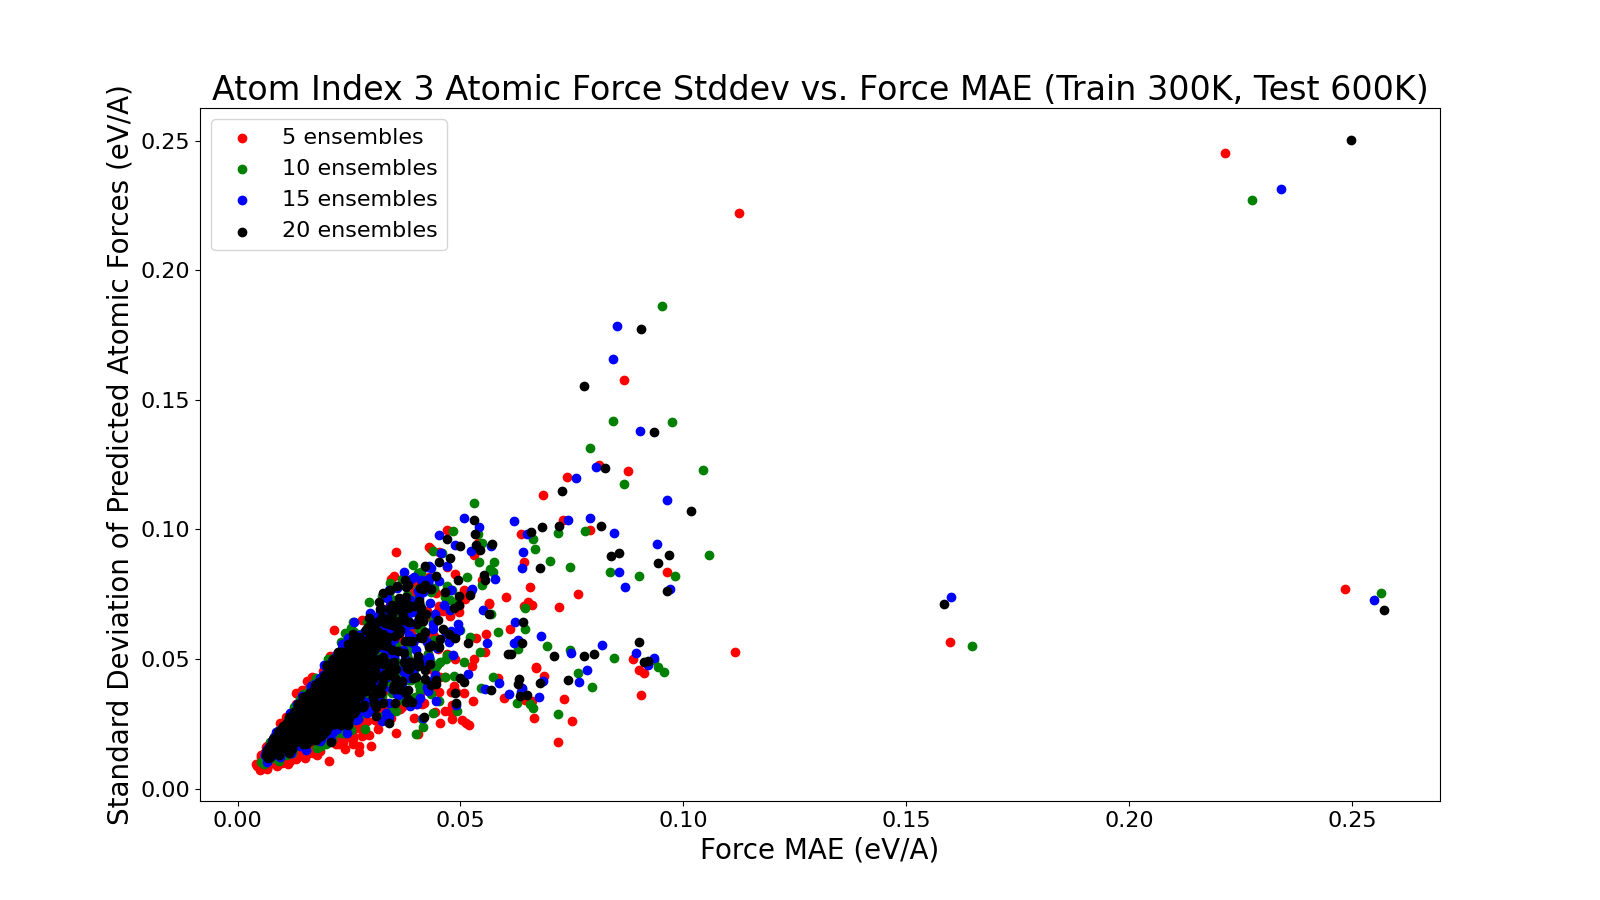 Atom Index 3 Atomic Force Stddev vs. Force MAE (Train 300K, Test 600K)
5 ensembles
10 ensembles
15 ensembles
20 ensembles
Standard Deviation of Predicted Atomic Forces (eV/A)
0.25
0.20
0.15
0.10
0.05
0.00
0.00 0.05 0.10 0.15 0.20 0.25
Force MAE (eV/A)